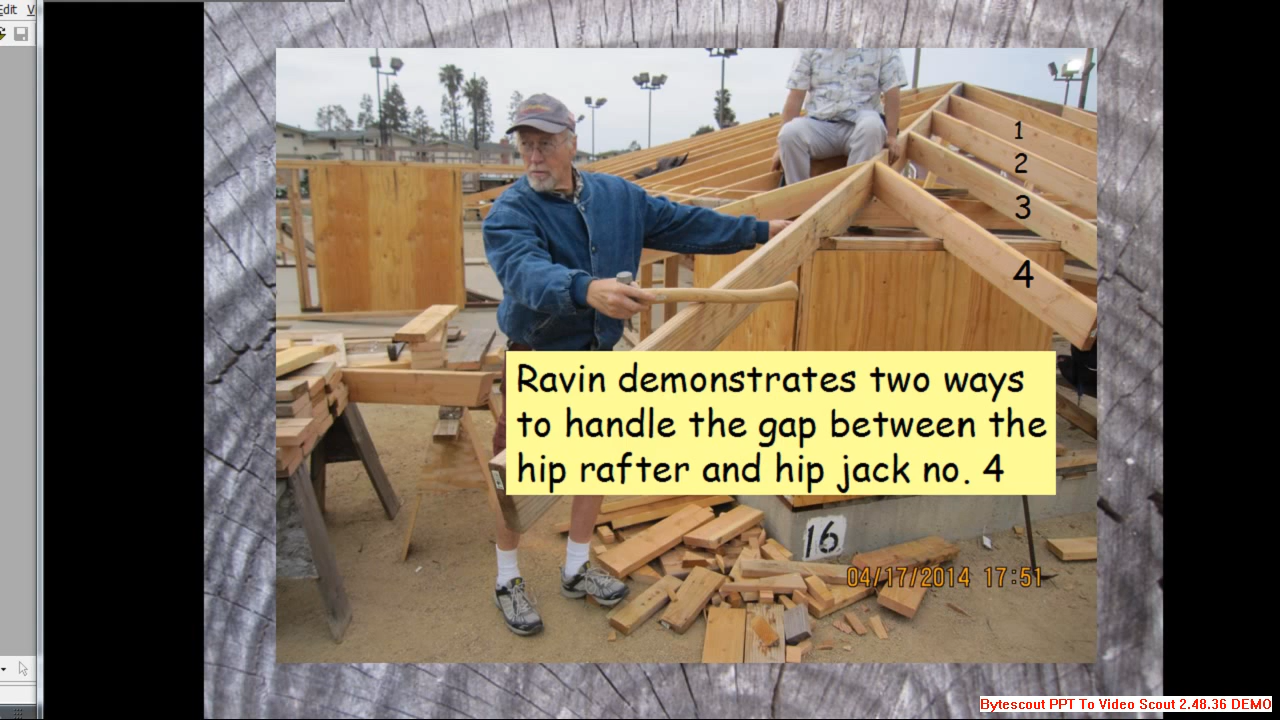 Edit V
1
2
3
4
Ravin demonstrates two ways
to handle the gap between the
hip rafter and hip jack no. 4
16
04/17/2014 17:51
Bytescout PPT To Video Scout 2.48.36 DEMO